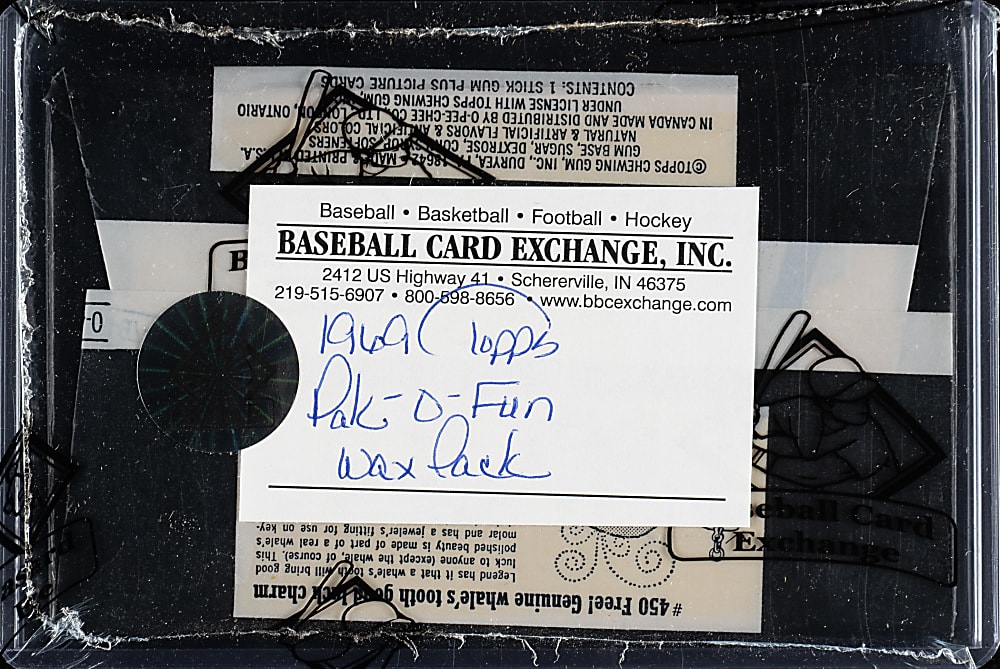 CONTENTS: 1 STICK GUM PLUS PICTURE CARDS
UNDER LICENSE WITH TOPPS CHEWING GUM,
IN CANADA MADE AND DISTRIBUTED BY O-PEE-CHEE CO., LTD., LONDON, ONTARIO
NATURAL & ARTIFICIAL FLAVORS & ARTIFICIAL COLORS
GUM BASE, SUGAR, DEXTROSE, CORN SYRUP, SOFTENERS
©TOPPS CHEWING GUM, INC., DURYEA, PA. 18642 • MADE & PRINTED U.S.A.
Baseball • Basketball • Football • Hockey
BASEBALL CARD EXCHANGE, INC.
2412 US Highway 41 • Schererville, IN 46375
219-515-6907 • 800-598-8656 • www.bbcexchange.com
1969 Topps
Pak-O-Fun
Wax Pack
B
-0
molar and has a jeweler's fitting for use on key-
polished beauty is made of part of a real whale's
luck to anyone (except the whale, of course). This
Legend has it that a whale's tooth will bring good
#450 Free! Genuine whale's tooth good luck charm
seball Card
Exchange